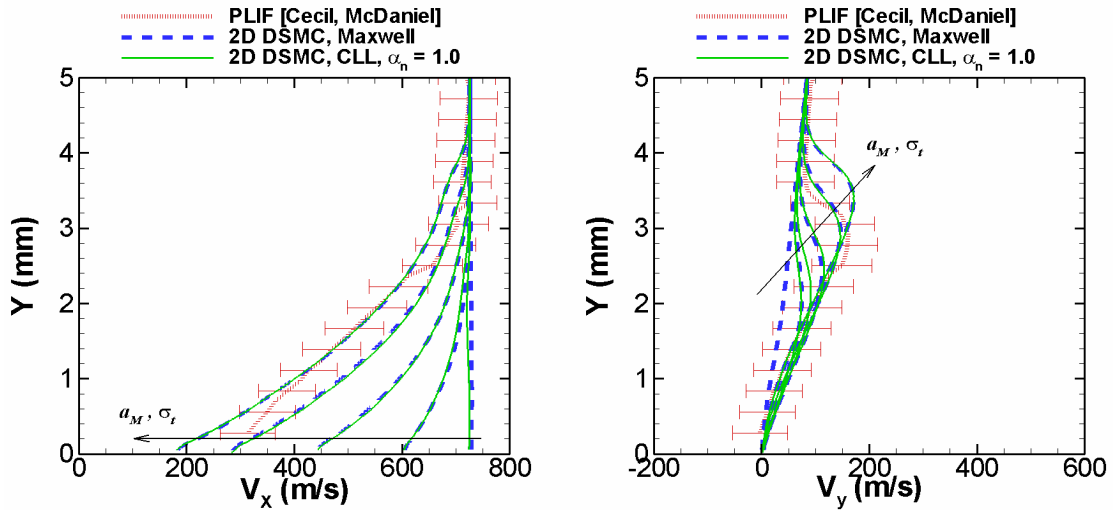 PLIF [Cecil, McDaniel]
2D DSMC, Maxwell
2D DSMC, CLL, αn = 1.0
5
4
3
2
1
0
Y (mm)
aM , σt
0 200 400 600 800
VX (m/s)
PLIF [Cecil, McDaniel]
2D DSMC, Maxwell
2D DSMC, CLL, αn = 1.0
5
4
3
2
1
0
Y (mm)
aM , σt
-200 0 200 400 600
Vy (m/s)